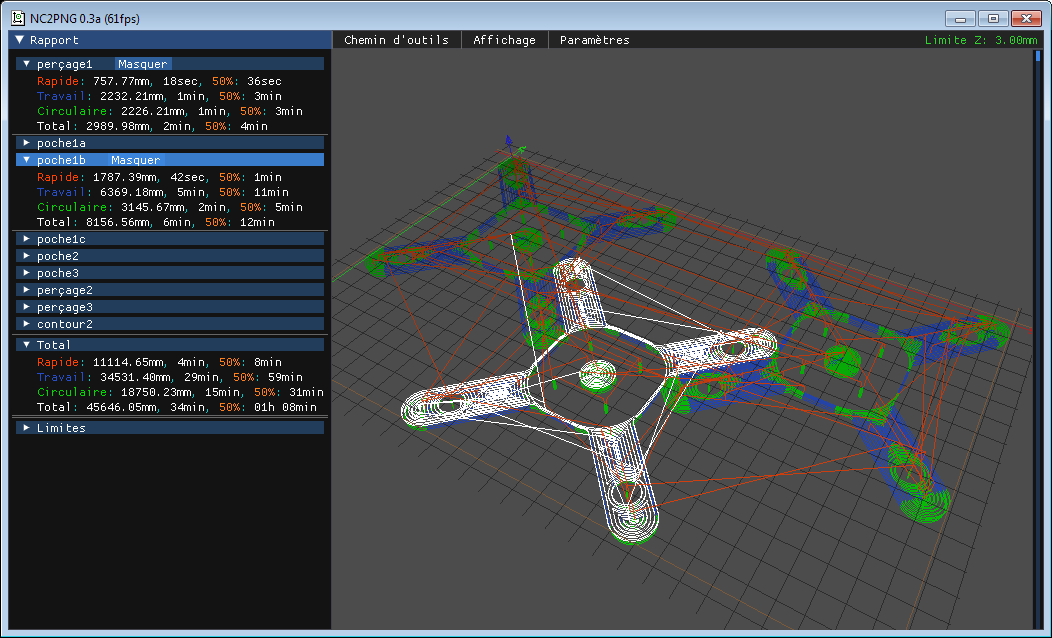 NC2PNG 0.3a (61fps)
Rapport
Chemin d'outils Affichage Paramètres Limite Z: 3.00mm
perçage1 Masquer
Rapide: 757.77mm, 18sec, 50%: 36sec
Travail: 2232.21mm, 1min, 50%: 3min
Circulaire: 2226.21mm, 1min, 50%: 3min
Total: 2989.98mm, 2min, 50%: 4min
poche1a
poche1b Masquer
Rapide: 1787.39mm, 42sec, 50%: 1min
Travail: 6369.18mm, 5min, 50%: 11min
Circulaire: 3145.67mm, 2min, 50%: 5min
Total: 8156.56mm, 6min, 50%: 12min
poche1c
poche2
poche3
perçage2
perçage3
contour2
Total
Rapide: 11114.65mm, 4min, 50%: 8min
Travail: 34531.40mm, 29min, 50%: 59min
Circulaire: 18750.23mm, 15min, 50%: 31min
Total: 45646.05mm, 34min, 50%: 01h 08min
Limites